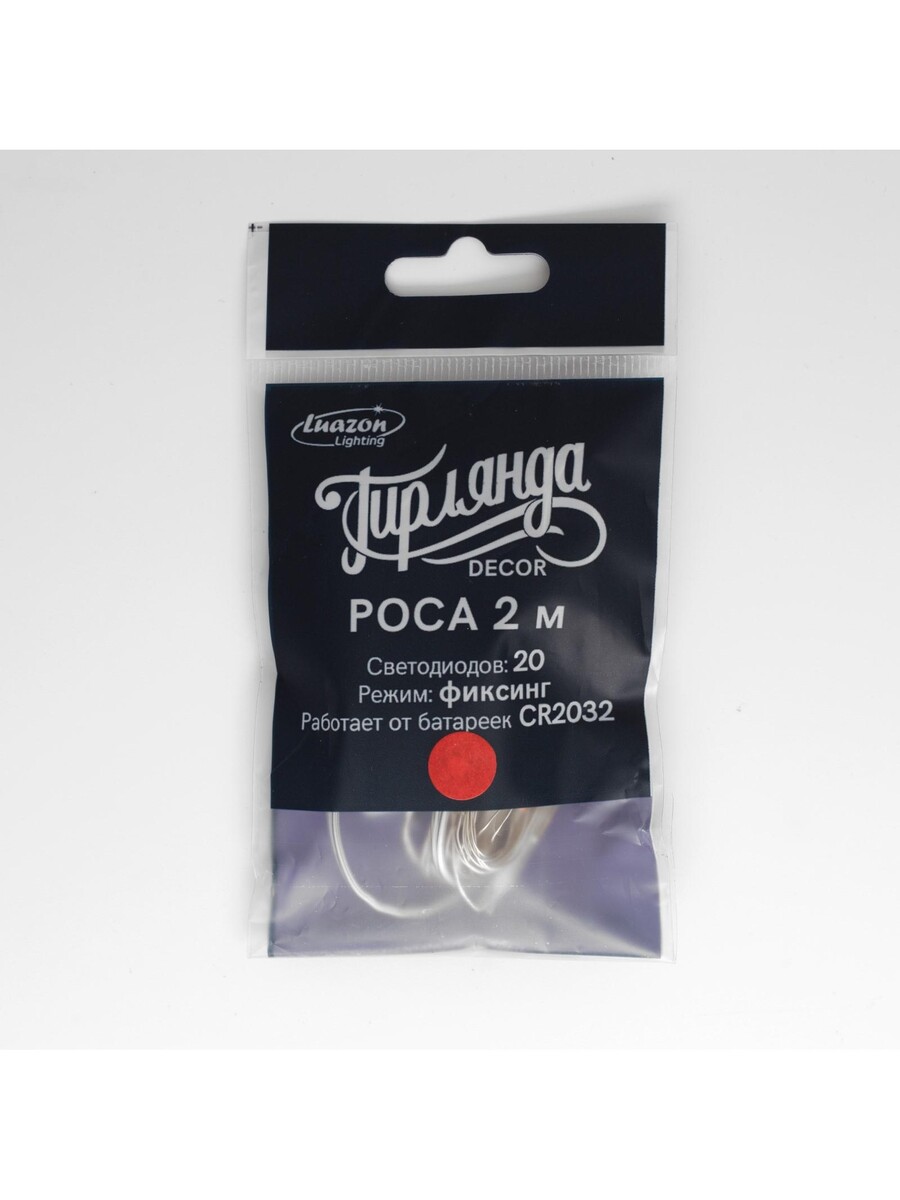 Luazon
Lighting
Гирлянда
DECOR
РОСА 2 м
Светодиодов: 20
Режим: фиксинг
Работает от батареек CR2032